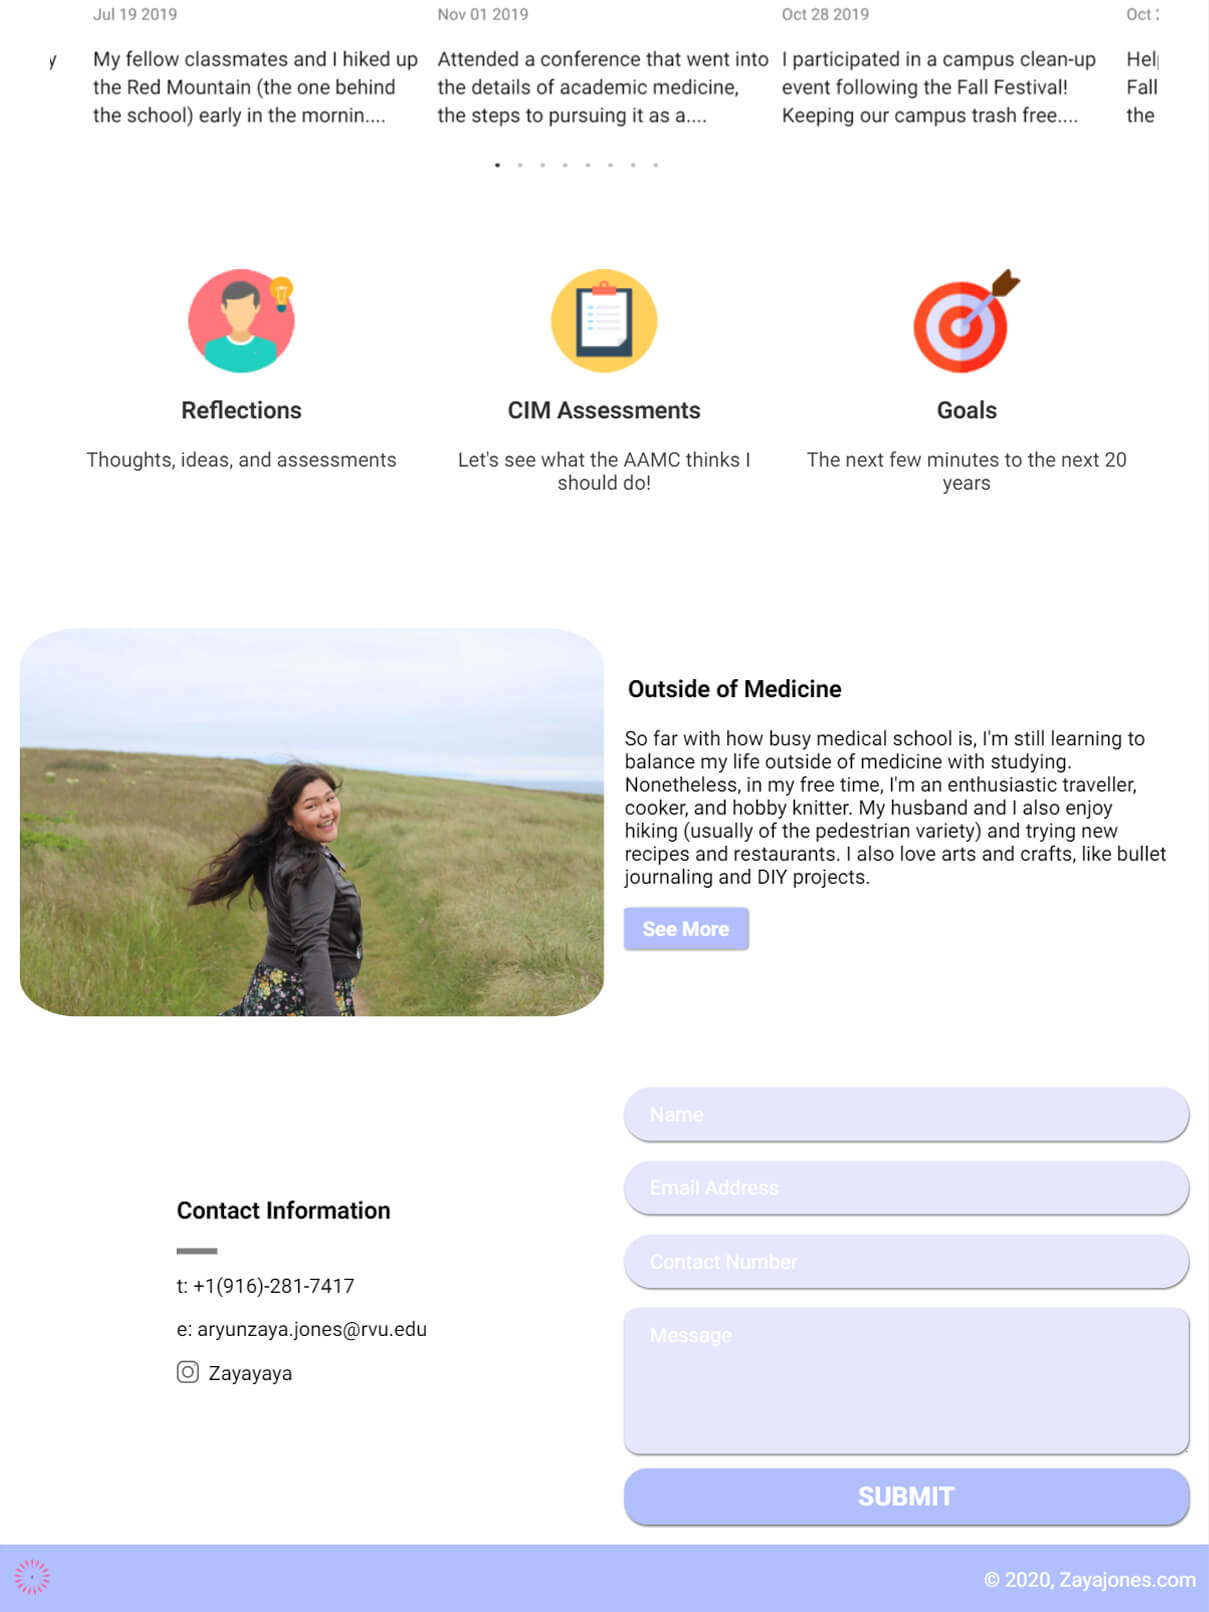 Jul 19 2019
Nov 01 2019
Oct 28 2019
Oct
y
My fellow classmates and I hiked up
the Red Mountain (the one behind
the school) early in the mornin....
Attended a conference that went into
the details of academic medicine,
the steps to pursuing it as a....
I participated in a campus clean-up
event following the Fall Festival!
Keeping our campus trash free....
Hel
Fall
the
Reflections
Thoughts, ideas, and assessments
CIM Assessments
Let's see what the AAMC thinks I
should do!
Goals
The next few minutes to the next 20
years
Outside of Medicine
So far with how busy medical school is, I'm still learning to
balance my life outside of medicine with studying.
Nonetheless, in my free time, I'm an enthusiastic traveller,
cooker, and hobby knitter. My husband and I also enjoy
hiking (usually of the pedestrian variety) and trying new
recipes and restaurants. I also love arts and crafts, like bullet
journaling and DIY projects.
See More
Contact Information
t: +1(916)-281-7417
e: aryunzaya.jones@rvu.edu
Zayayaya
Name
Email Address
Contact Number
Message
SUBMIT
© 2020, Zayajones.com